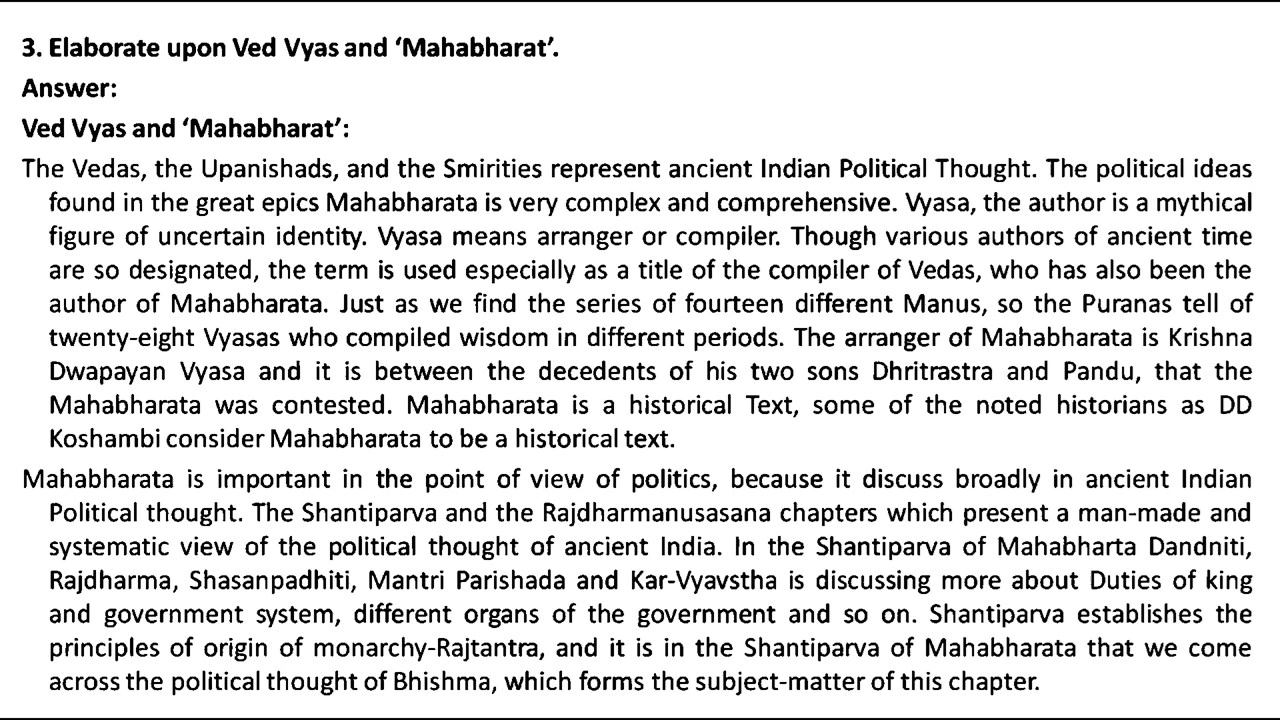 3. Elaborate upon Ved Vyas and ‘Mahabharat’.
Answer:
Ved Vyas and ‘Mahabharat’:
The Vedas, the Upanishads, and the Smirities represent ancient Indian Political Thought. The political ideas
found in the great epics Mahabharata is very complex and comprehensive. Vyasa, the author is a mythical
figure of uncertain identity. Vyasa means arranger or compiler. Though various authors of ancient time
are so designated, the term is used especially as a title of the compiler of Vedas, who has also been the
author of Mahabharata. Just as we find the series of fourteen different Manus, so the Puranas tell of
twenty-eight Vyasas who compiled wisdom in different periods. The arranger of Mahabharata is Krishna
Dwapayan Vyasa and it is between the decedents of his two sons Dhritrastra and Pandu, that the
Mahabharata was contested. Mahabharata is a historical Text, some of the noted historians as DD
Koshambi consider Mahabharata to be a historical text.
Mahabharata is important in the point of view of politics, because it discuss broadly in ancient Indian
Political thought. The Shantiparva and the Rajdharmanusasana chapters which present a man-made and
systematic view of the political thought of ancient India. In the Shantiparva of Mahabharta Dandniti,
Rajdharma, Shasanpadhiti, Mantri Parishada and Kar-Vyavstha is discussing more about Duties of king
and government system, different organs of the government and so on. Shantiparva establishes the
principles of origin of monarchy-Rajtantra, and it is in the Shantiparva of Mahabharata that we come
across the political thought of Bhishma, which forms the subject-matter of this chapter.